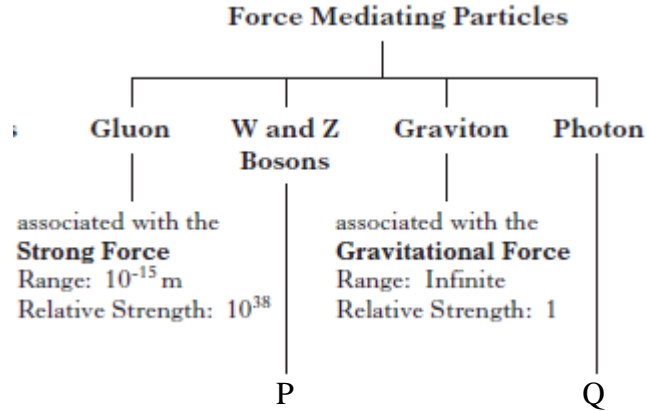 Force Mediating Particles
s Gluon W and Z Graviton Photon
Bosons
associated with the associated with the
Strong Force Gravitational Force
Range: 10⁻¹⁵ m Range: Infinite
Relative Strength: 10³⁸ Relative Strength: 1
P Q